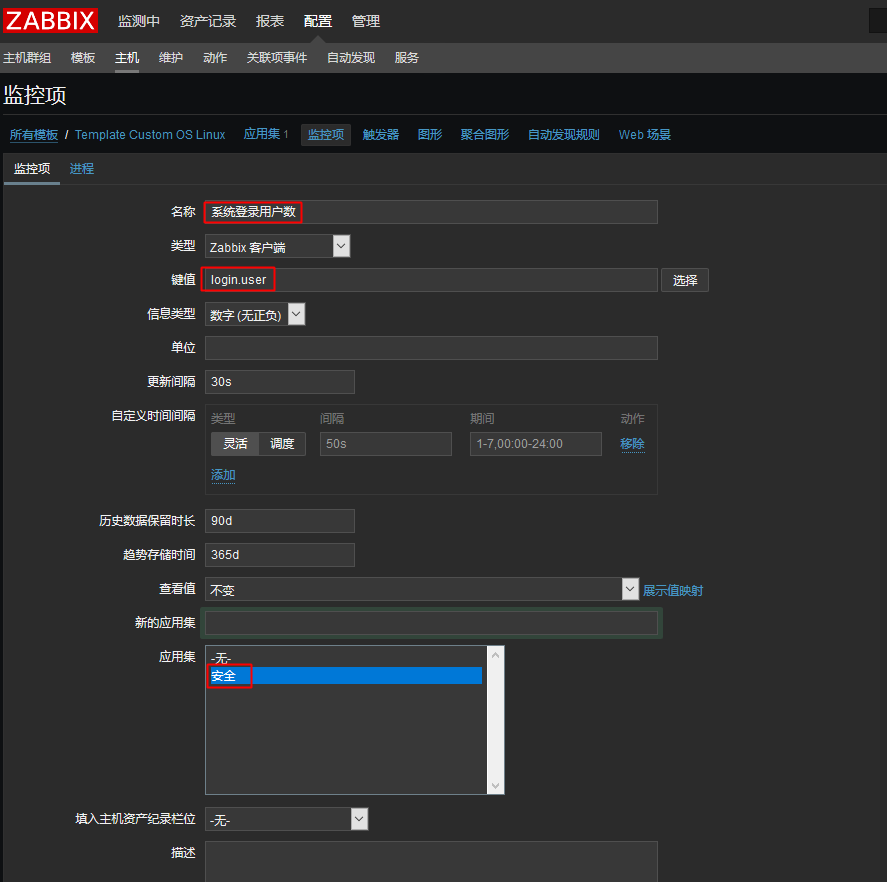 ZABBIX 监测中 资产记录 报表 配置 管理
主机群组 模板 主机 维护 动作 关联项事件 自动发现 服务
监控项
所有模板 / Template Custom OS Linux 应用集 1 监控项 触发器 图形 聚合图形 自动发现规则 Web 场景
监控项 进程
名称 系统登录用户数
类型 Zabbix 客户端
键值 login.user 选择
信息类型 数字 (无正负)
单位
更新间隔 30s
自定义时间间隔 类型 间隔 期间 动作
灵活 调度 50s 1-7,00:00-24:00 移除
添加
历史数据保留时长 90d
趋势存储时间 365d
查看值 不变 展示值映射
新的应用集
应用集 -无-
安全
填入主机资产纪录栏位 -无-
描述